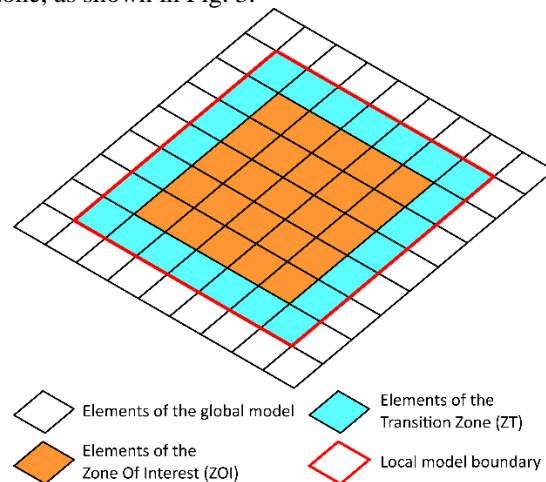 zone, as shown in Fig. 3.
Elements of the global model
Elements of the
Transition Zone (ZT)
Elements of the
Zone Of Interest (ZOI)
Local model boundary